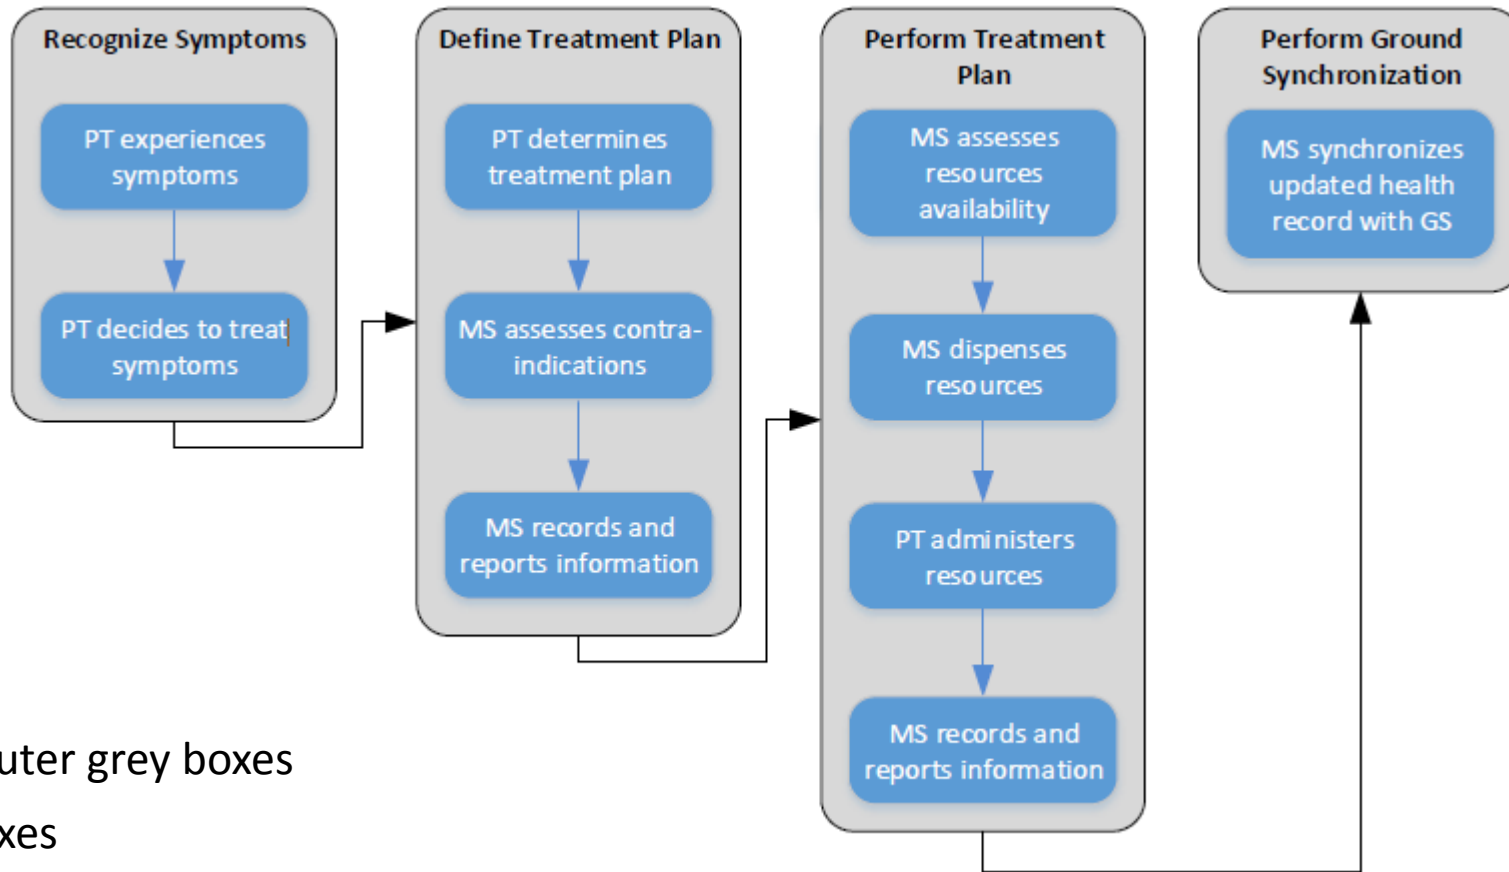 Recognize Symptoms
PT experiences
symptoms
PT decides to treat
symptoms
Define Treatment Plan
PT determines
treatment plan
MS assesses contra-
indications
MS records and
reports information
Perform Treatment
Plan
MS assesses
resources
availability
MS dispenses
resources
PT administers
resources
MS records and
reports information
Perform Ground
Synchronization
MS synchronizes
updated health
record with GS
grey boxes